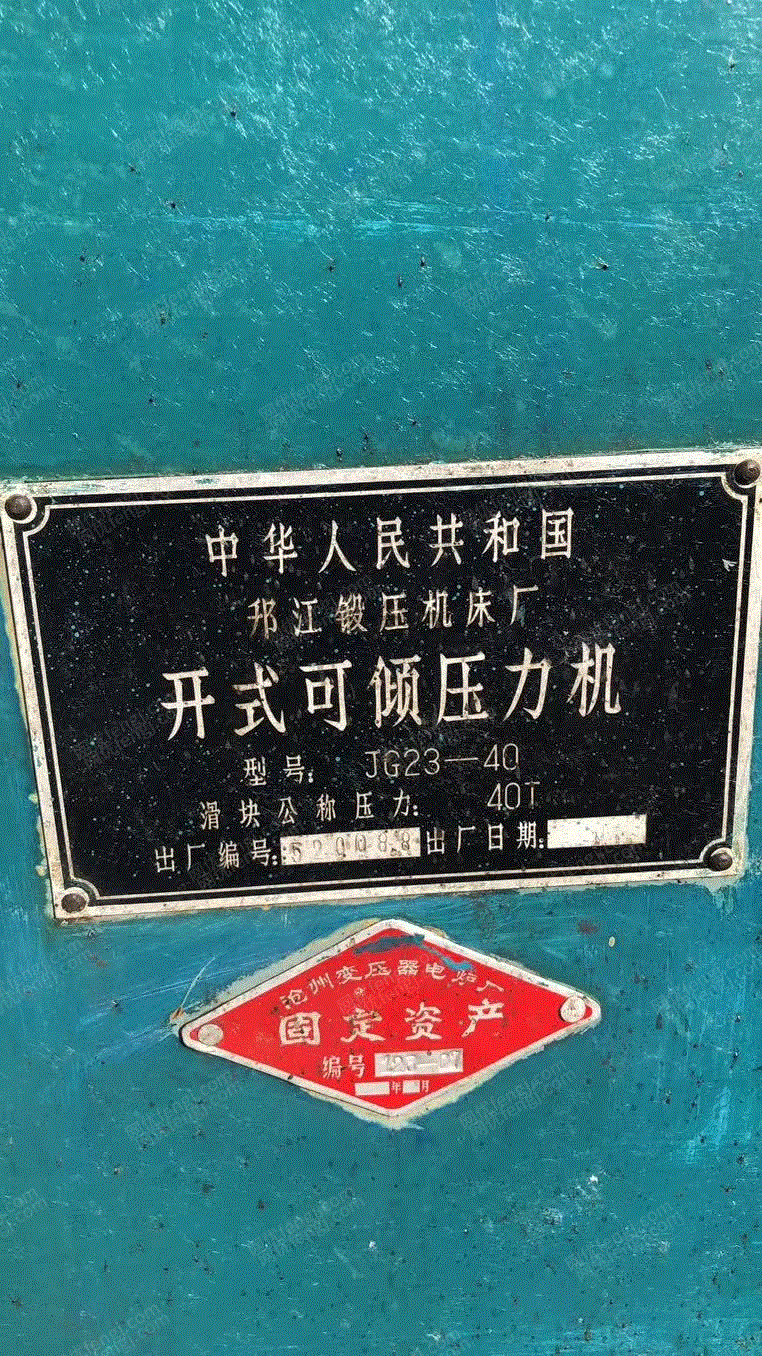 中华人民共和国
邗江锻压机床厂
开式可倾压力机
型号: JG23—40
滑块公称压力: 40T
出厂编号: 520088 出厂日期:
沧州变压器电炉厂
固定资产
编号
年 月